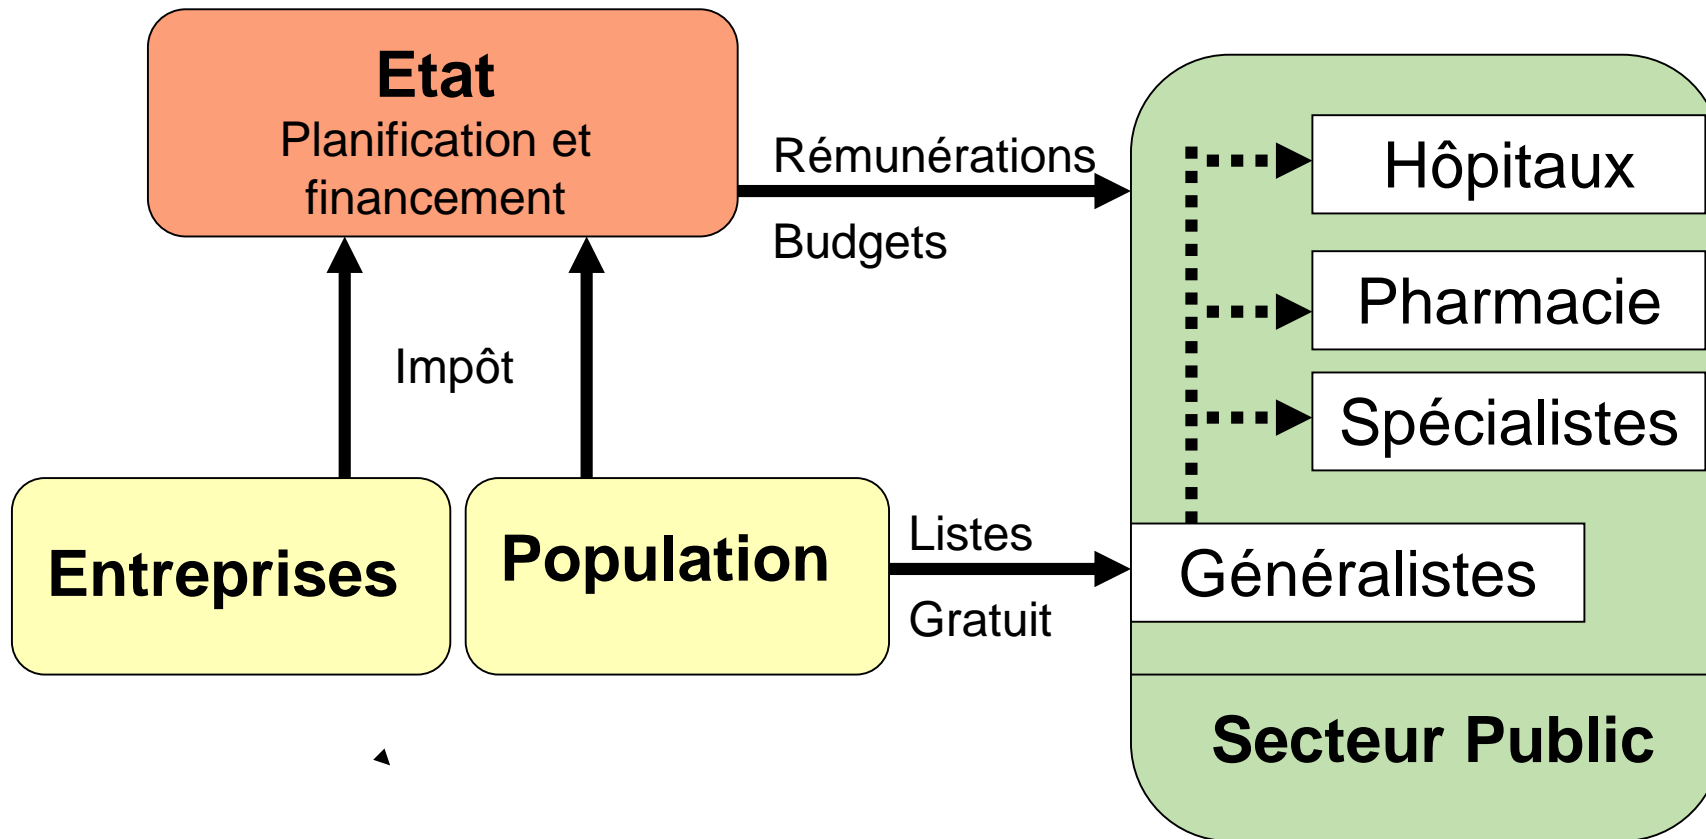 Etat
Planification et
financement
Rémunérations
Budgets
Impôt
Entreprises
Population
Listes
Gratuit
Hôpitaux
Pharmacie
Spécialistes
Généralistes
Secteur Public